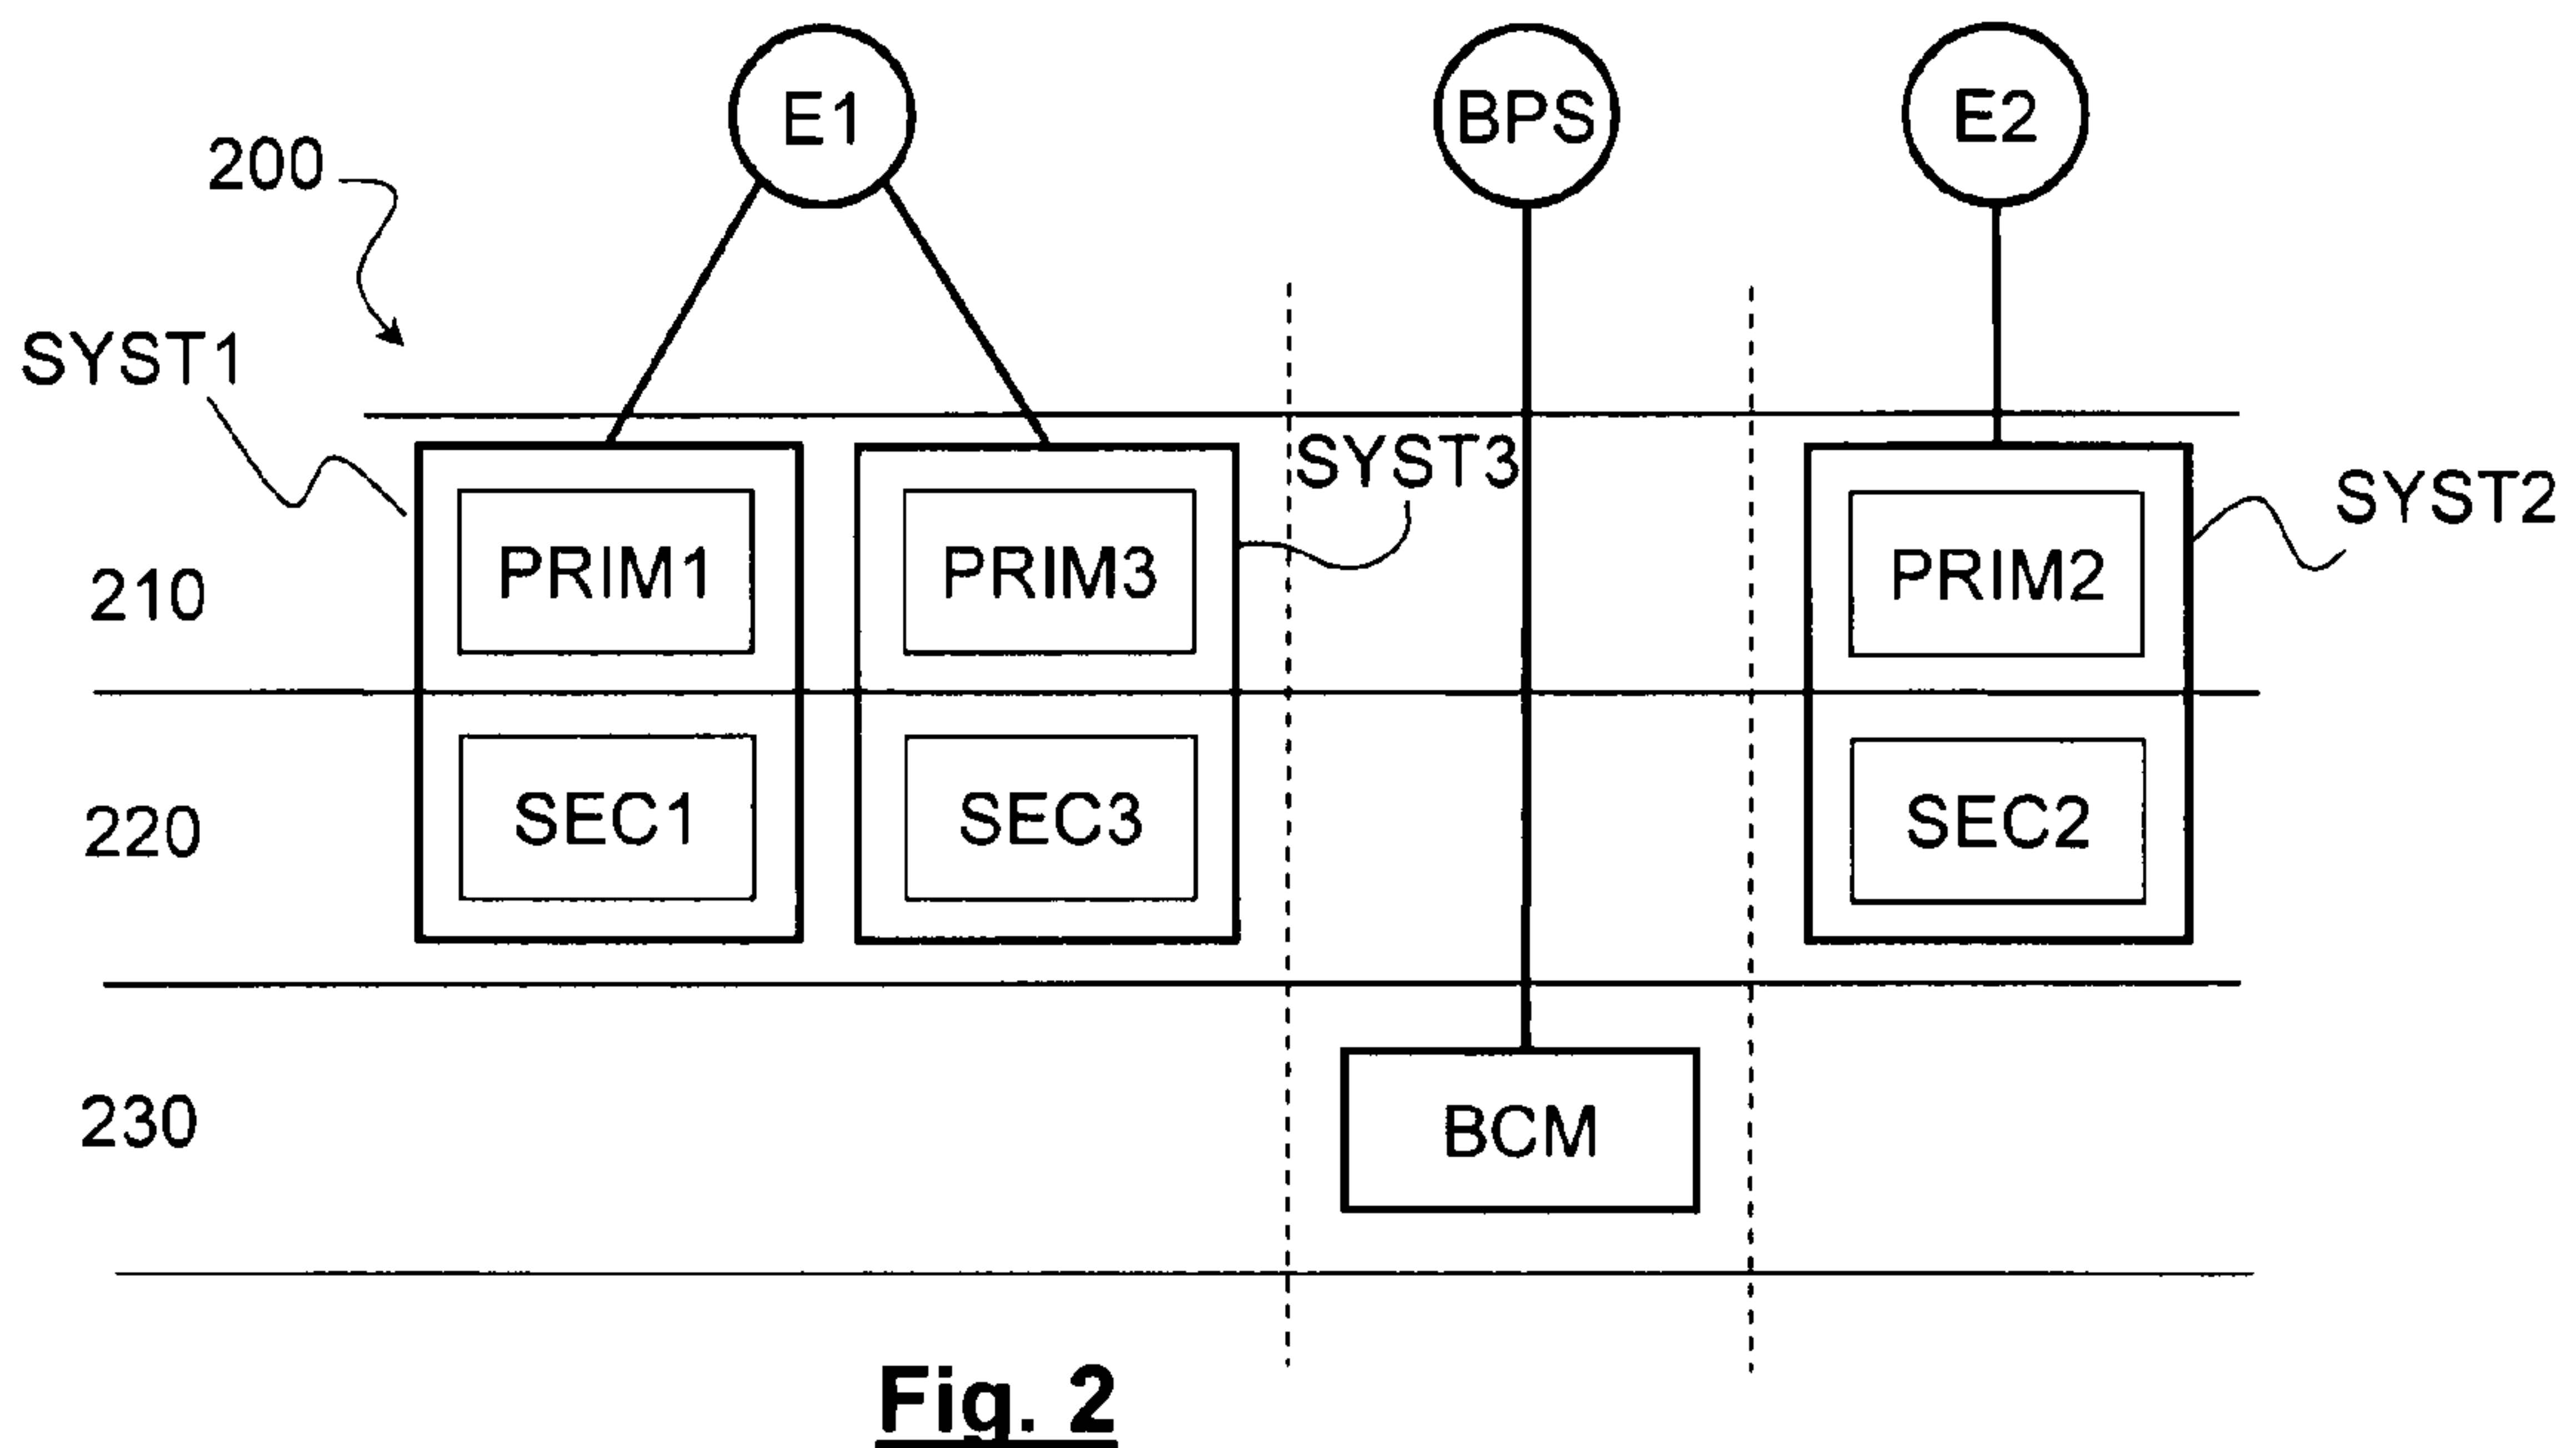 E1
BPS
E2
200
SYST1
SYST3
SYST2
PRIM1
PRIM3
PRIM2
210
SEC1
SEC3
SEC2
220
BCM
230
Fig. 2